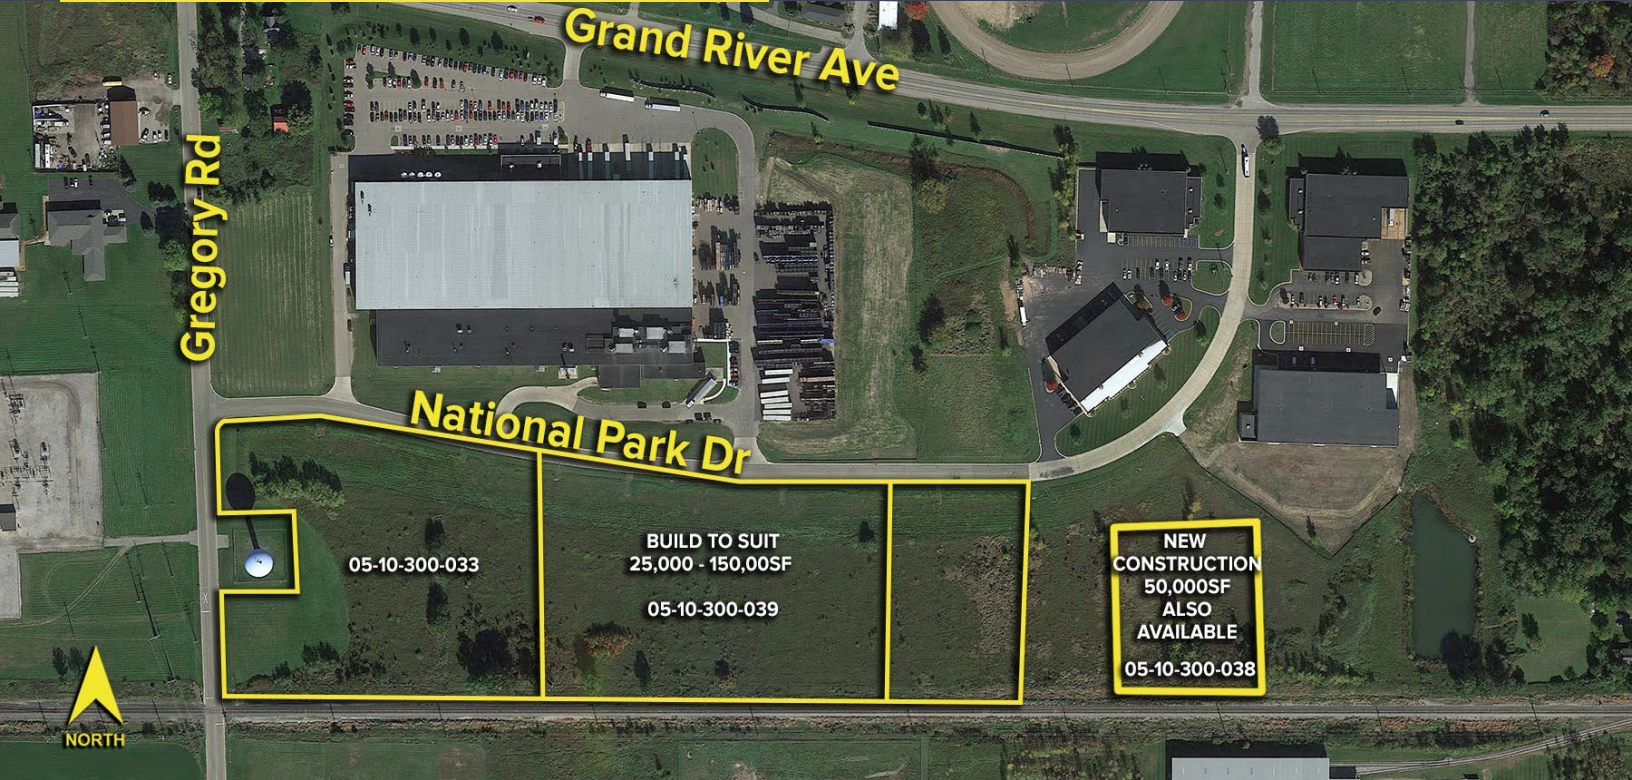 Grand River Ave
Gregory Rd
National Park Dr
05-10-300-033
BUILD TO SUIT
25,000 - 150,00SF
05-10-300-039
NEW
CONSTRUCTION
50,000SF
ALSO
AVAILABLE
05-10-300-038
NORTH